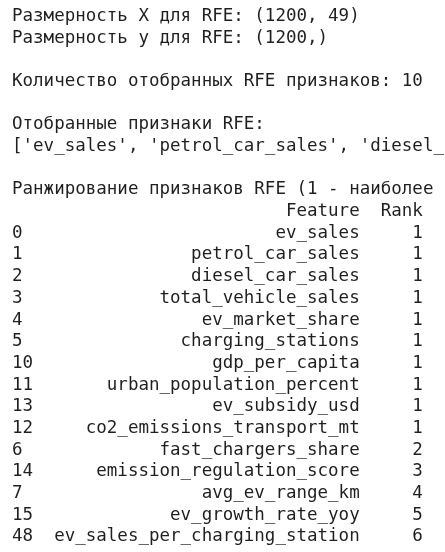 Размерность X для RFE: (1200, 49)
Размерность y для RFE: (1200,)
Количество отобранных RFE признаков: 10
Отобранные признаки RFE:
['ev_sales', 'petrol_car_sales', 'diesel_
Ранжирование признаков RFE (1 - наиболее
Feature Rank
0 ev_sales 1
1 petrol_car_sales 1
2 diesel_car_sales 1
3 total_vehicle_sales 1
4 ev_market_share 1
5 charging_stations 1
10 gdp_per_capita 1
11 urban_population_percent 1
13 ev_subsidy_usd 1
12 co2_emissions_transport_mt 1
6 fast_chargers_share 2
14 emission_regulation_score 3
7 avg_ev_range_km 4
15 ev_growth_rate_yoy 5
48 ev_sales_per_charging_station 6